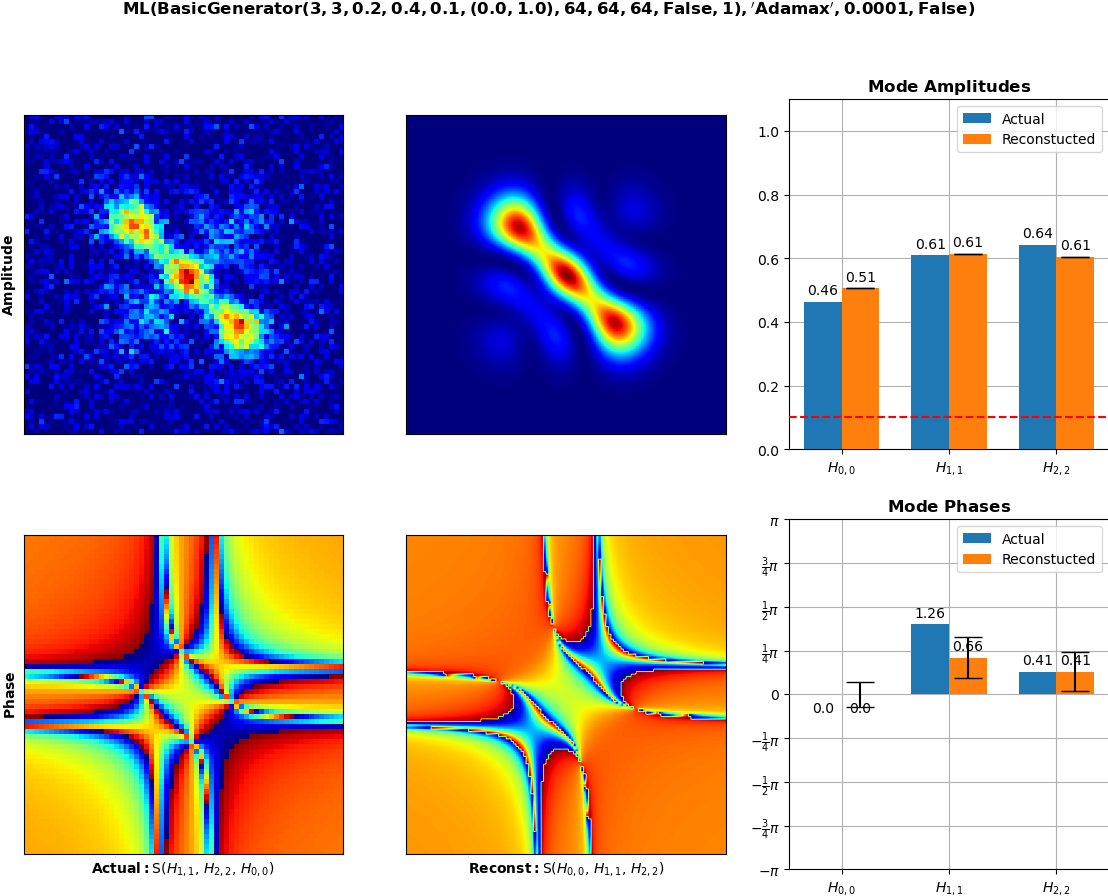 ML(BasicGenerator(3, 3, 0.2, 0.4, 0.1, (0.0, 1.0), 64, 64, 64, False, 1), ′Adamax′, 0.0001, False)
Amplitude
Mode Amplitudes
Actual
Reconstucted
1.0
0.8
0.6
0.4
0.2
0.0
0.46
0.51
0.61
0.61
0.64
0.61
H0,0
H1,1
H2,2
Phase
Actual: S(H1,1, H2,2, H0,0)
Reconst: S(H0,0, H1,1, H2,2)
Mode Phases
Actual
Reconstucted
π
3/4π
1/2π
1/4π
0
−1/4π
−1/2π
−3/4π
−π
0.0
0.0
1.26
0.66
0.41
0.41
H0,0
H1,1
H2,2